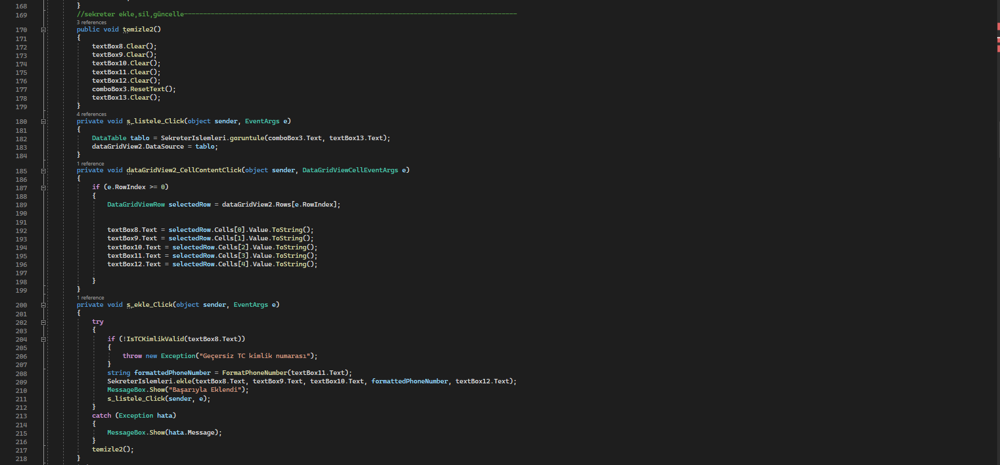 168 }
169 //sekreter ekle,sil,güncelle---------------------------------------------------------------------------------------
3 references
170 public void temizle2()
171 {
172 textBox8.Clear();
173 textBox9.Clear();
174 textBox10.Clear();
175 textBox11.Clear();
176 textBox12.Clear();
177 comboBox3.ResetText();
178 textBox13.Clear();
179 }
4 references
180 private void s_listele_Click(object sender, EventArgs e)
181 {
182 DataTable tablo = SekreterIslemleri.goruntule(comboBox3.Text, textBox13.Text);
183 dataGridView2.DataSource = tablo;
184 }
1 reference
185 private void dataGridView2_CellContentClick(object sender, DataGridViewCellEventArgs e)
186 {
187 if (e.RowIndex >= 0)
188 {
189 DataGridViewRow selectedRow = dataGridView2.Rows[e.RowIndex];
190
191
192 textBox8.Text = selectedRow.Cells[0].Value.ToString();
193 textBox9.Text = selectedRow.Cells[1].Value.ToString();
194 textBox10.Text = selectedRow.Cells[2].Value.ToString();
195 textBox11.Text = selectedRow.Cells[3].Value.ToString();
196 textBox12.Text = selectedRow.Cells[4].Value.ToString();
197
198 }
199 }
1 reference
200 private void s_ekle_Click(object sender, EventArgs e)
201 {
202 try
203 {
204 if (!IsTCKimlikValid(textBox8.Text))
205 {
206 throw new Exception("Geçersiz TC kimlik numarası");
207 }
208 string formattedPhoneNumber = FormatPhoneNumber(textBox11.Text);
209 SekreterIslemleri.ekle(textBox8.Text, textBox9.Text, textBox10.Text, formattedPhoneNumber, textBox12.Text);
210 MessageBox.Show("Başarıyla Eklendi");
211 s_listele_Click(sender, e);
212 }
213 catch (Exception hata)
214 {
215 MessageBox.Show(hata.Message);
216 }
217 temizle2();
218 }